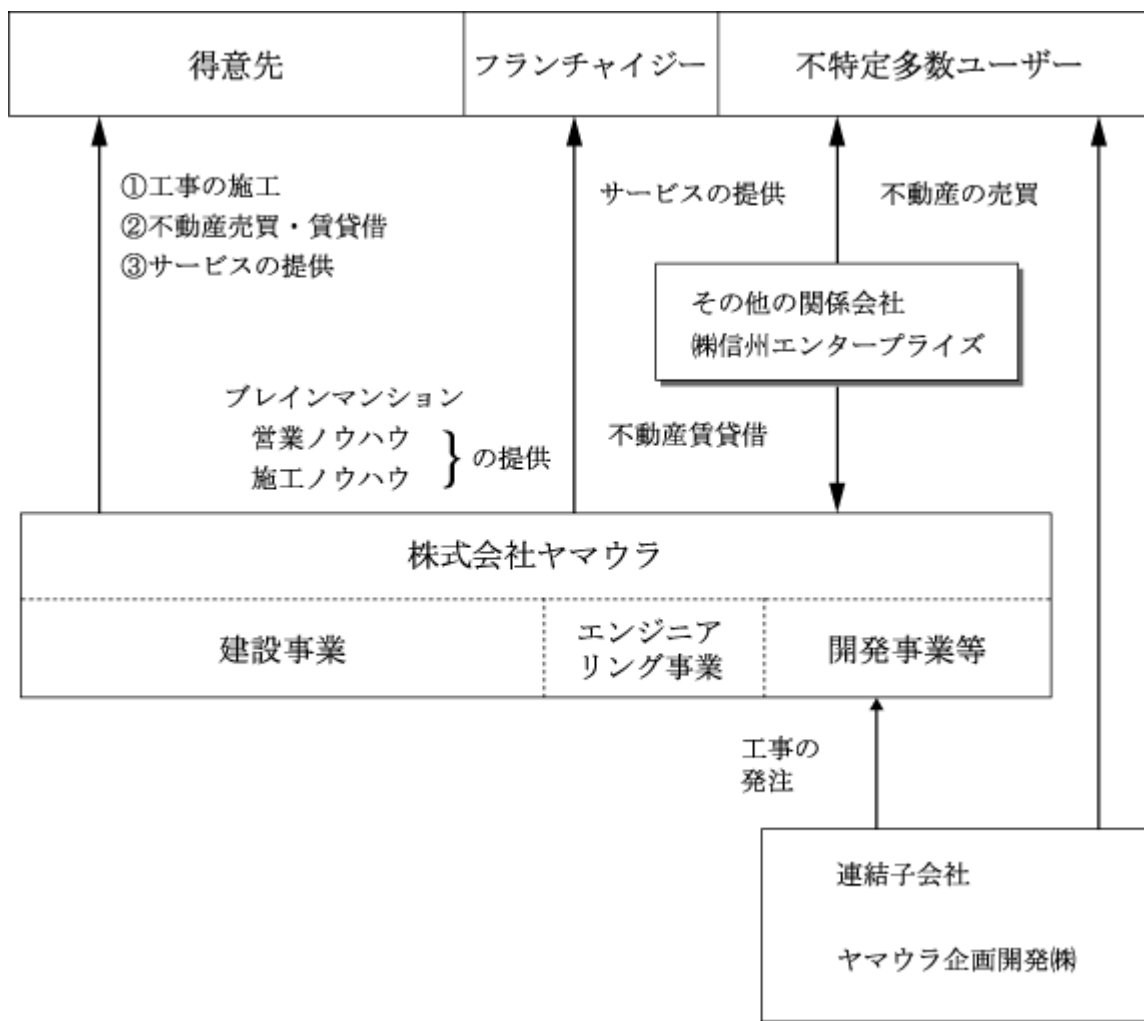 得意先
フランチャイジー
不特定多数ユーザー
①工事の施工
②不動産売買・賃貸借
③サービスの提供
サービスの提供
不動産の売買
その他の関係会社
㈱信州エンタープライズ
ブレインマンション
営業ノウハウ
施工ノウハウ
} の提供
不動産賃貸借
株式会社ヤマウラ
建設事業
エンジニア
リング事業
開発事業等
工事の
発注
連結子会社
ヤマウラ企画開発㈱